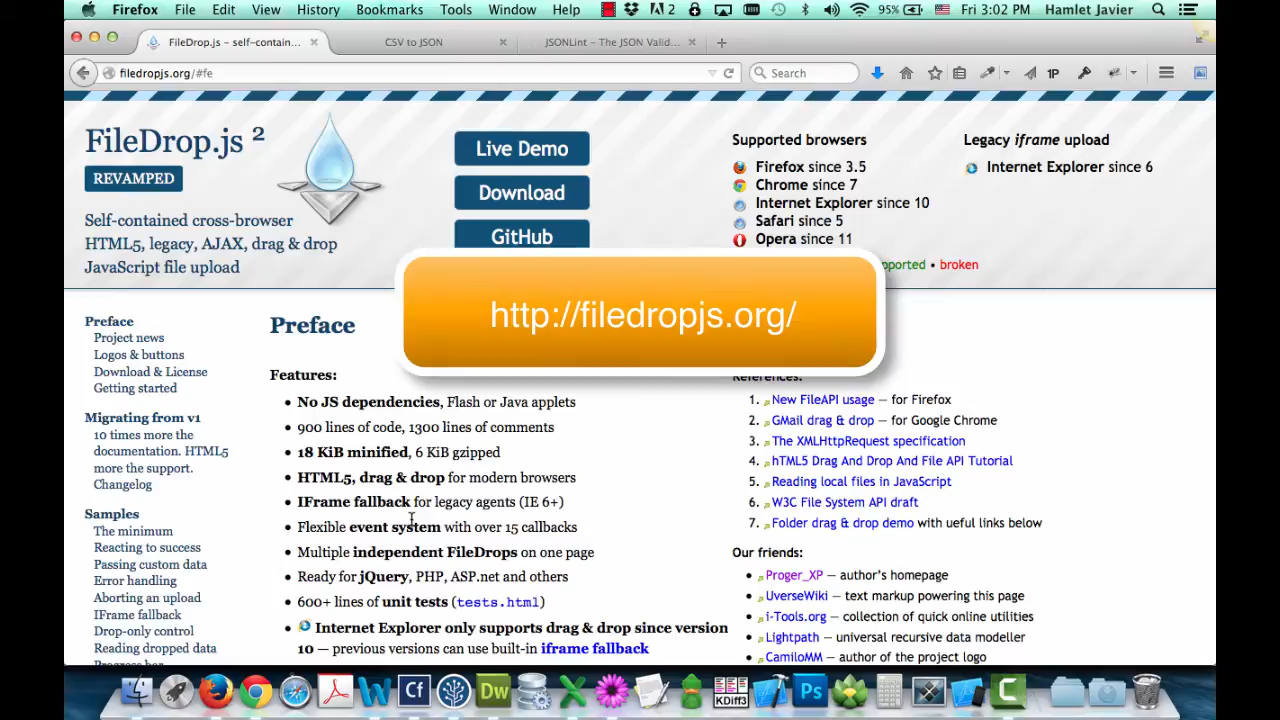 Firefox File Edit View History Bookmarks Tools Window Help 2 95% Fri 3:02 PM Hamlet Javier
FileDrop.js - self-contain... CSV to JSON JSONLint - The JSON Valid...
filedropjs.org/#fe Search 1P
FileDrop.js 2
REVAMPED
Self-contained cross-browser
HTML5, legacy, AJAX, drag & drop
JavaScript file upload
Live Demo
Download
GitHub
Supported browsers
Firefox since 3.5
Chrome since 7
Internet Explorer since 10
Safari since 5
Opera since 11
pported • broken
Legacy iframe upload
Internet Explorer since 6
http://filedropjs.org/
Preface
Project news
Logos & buttons
Download & License
Getting started
Migrating from v1
10 times more the
documentation. HTML5
more the support.
Changelog
Samples
The minimum
Reacting to success
Passing custom data
Error handling
Aborting an upload
IFrame fallback
Drop-only control
Reading dropped data
Progress bar
Preface
Features:
• No JS dependencies, Flash or Java applets
• 900 lines of code, 1300 lines of comments
• 18 KiB minified, 6 KiB gzipped
• HTML5, drag & drop for modern browsers
• IFrame fallback for legacy agents (IE 6+)
• Flexible event system with over 15 callbacks
• Multiple independent FileDrops on one page
• Ready for jQuery, PHP, ASP.net and others
• 600+ lines of unit tests (tests.html)
• Internet Explorer only supports drag & drop since version
10 — previous versions can use built-in iframe fallback
References:
1. New FileAPI usage — for Firefox
2. GMail drag & drop — for Google Chrome
3. The XMLHttpRequest specification
4. hTML5 Drag And Drop And File API Tutorial
5. Reading local files in JavaScript
6. W3C File System API draft
7. Folder drag & drop demo with ueful links below
Our friends:
• Proger_XP — author's homepage
• UverseWiki — text markup powering this page
• i-Tools.org — collection of quick online utilities
• Lightpath — universal recursive data modeller
• CamiloMM — author of the project logo
Cf Dw KDiff3 Ps